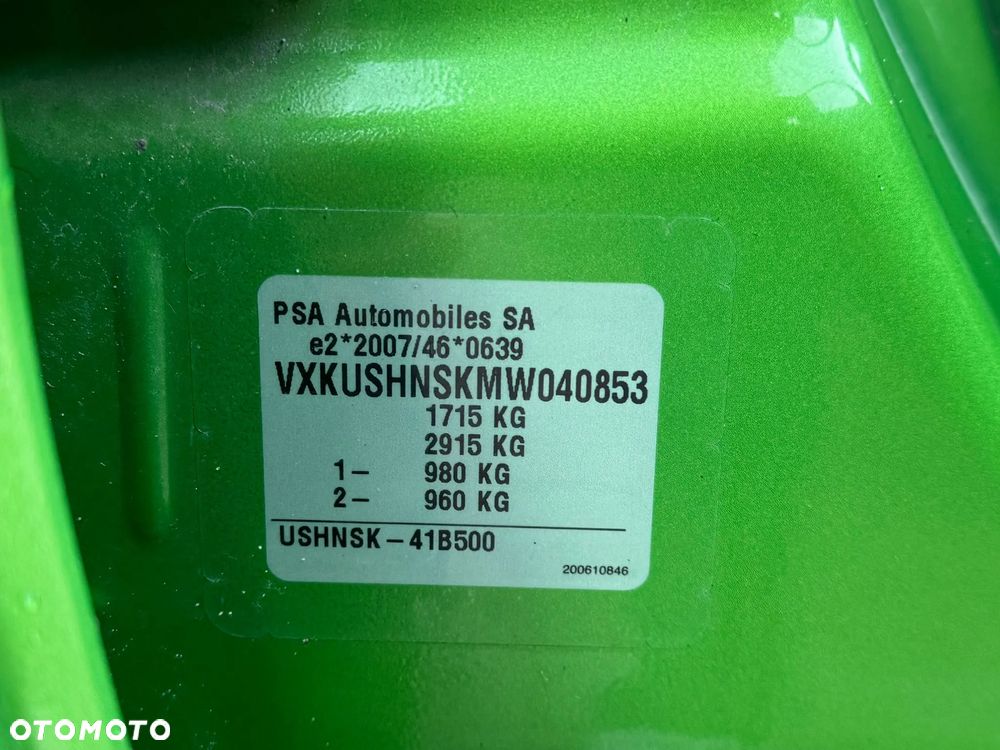 PSA Automobiles SA
e2*2007/46*0639
VXKUSHNSKMW040853
1715 KG
2915 KG
1- 980 KG
2- 960 KG
USHNSK-41B500
200610846
OTOMOTO